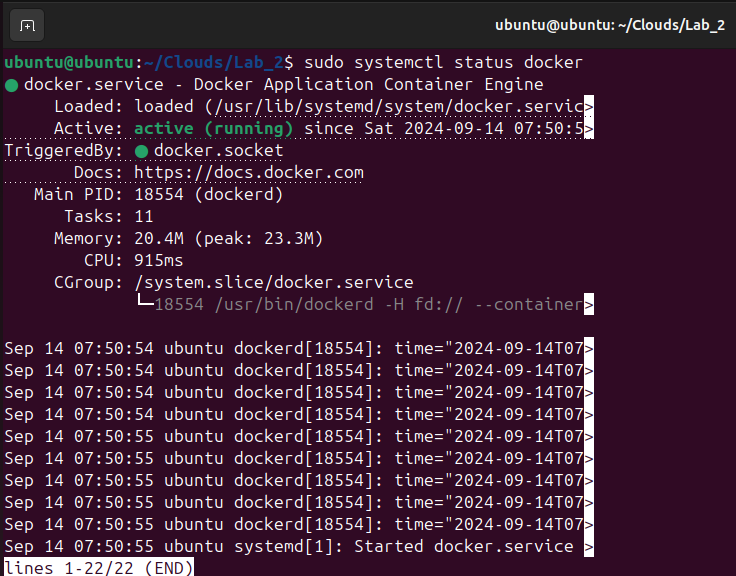 ubuntu@ubuntu: ~/Clouds/Lab_2
ubuntu@ubuntu:~/Clouds/Lab_2$ sudo systemctl status docker
● docker.service - Docker Application Container Engine
     Loaded: loaded (/usr/lib/systemd/system/docker.servic>
     Active: active (running) since Sat 2024-09-14 07:50:5>
TriggeredBy: ● docker.socket
       Docs: https://docs.docker.com
   Main PID: 18554 (dockerd)
      Tasks: 11
     Memory: 20.4M (peak: 23.3M)
        CPU: 915ms
     CGroup: /system.slice/docker.service
             └─18554 /usr/bin/dockerd -H fd:// --container>
Sep 14 07:50:54 ubuntu dockerd[18554]: time="2024-09-14T07>
Sep 14 07:50:54 ubuntu dockerd[18554]: time="2024-09-14T07>
Sep 14 07:50:54 ubuntu dockerd[18554]: time="2024-09-14T07>
Sep 14 07:50:54 ubuntu dockerd[18554]: time="2024-09-14T07>
Sep 14 07:50:55 ubuntu dockerd[18554]: time="2024-09-14T07>
Sep 14 07:50:55 ubuntu dockerd[18554]: time="2024-09-14T07>
Sep 14 07:50:55 ubuntu dockerd[18554]: time="2024-09-14T07>
Sep 14 07:50:55 ubuntu dockerd[18554]: time="2024-09-14T07>
Sep 14 07:50:55 ubuntu dockerd[18554]: time="2024-09-14T07>
Sep 14 07:50:55 ubuntu systemd[1]: Started docker.service >
lines 1-22/22 (END)